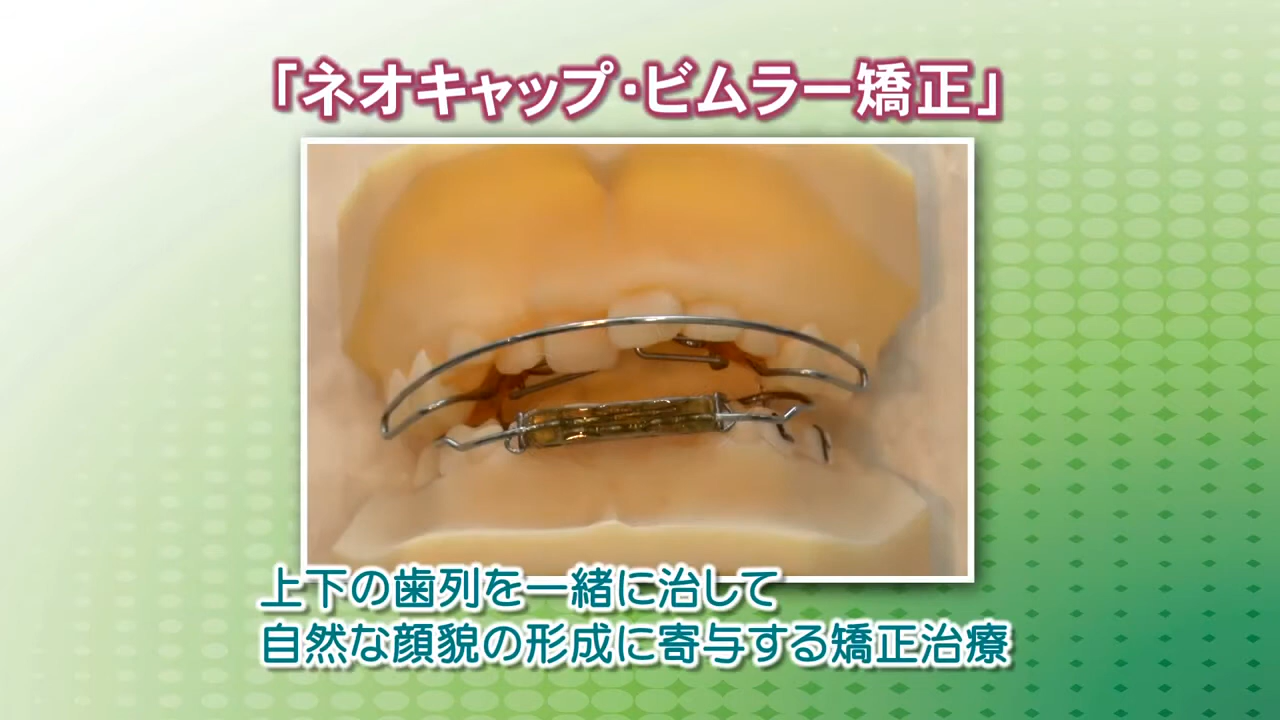 「ネオキャップ・ビムラー矯正」
上下の歯列を一緒に治して
自然な顔貌の形成に寄与する矯正治療